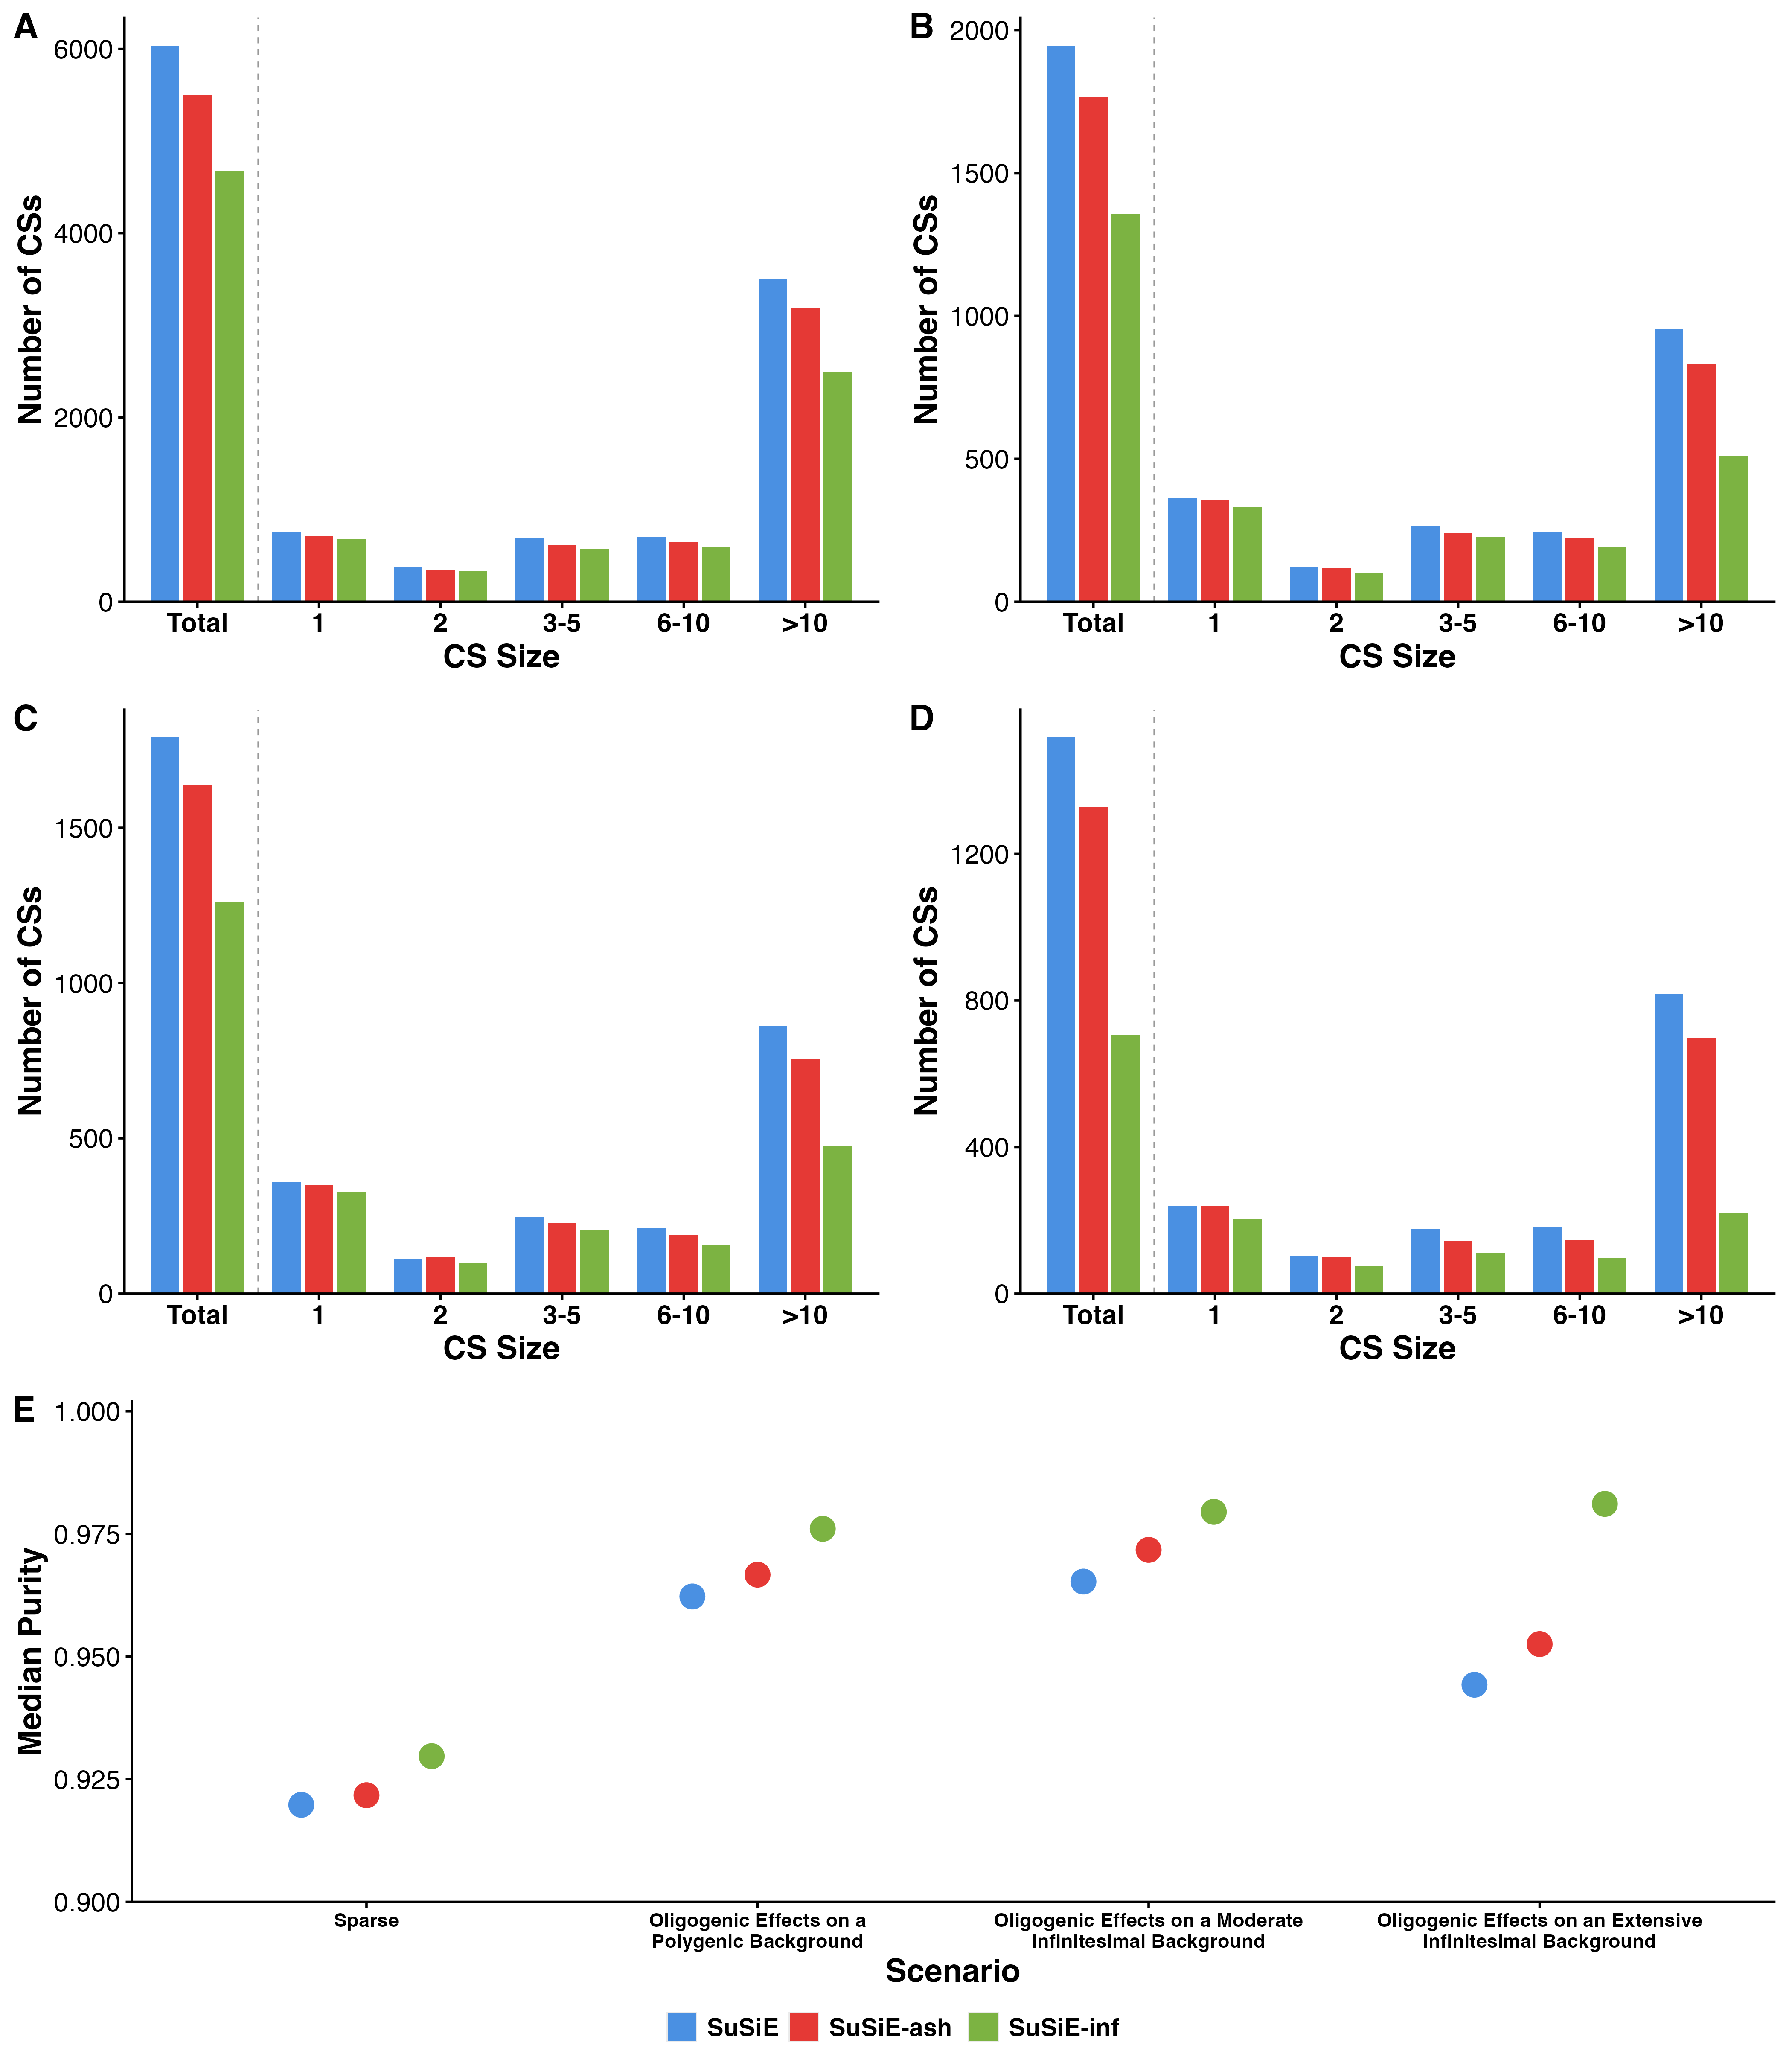 A
Number of CSs
6000
4000
2000
0
Total 1 2 3-5 6-10 >10
CS Size
B
Number of CSs
2000
1500
1000
500
0
Total 1 2 3-5 6-10 >10
CS Size
C
Number of CSs
1500
1000
500
0
Total 1 2 3-5 6-10 >10
CS Size
D
Number of CSs
1200
800
400
0
Total 1 2 3-5 6-10 >10
CS Size
E
Median Purity
1.000
0.975
0.950
0.925
0.900
Sparse
Oligogenic Effects on a
Polygenic Background
Oligogenic Effects on a Moderate
Infinitesimal Background
Oligogenic Effects on an Extensive
Infinitesimal Background
Scenario
SuSiE SuSiE-ash SuSiE-inf